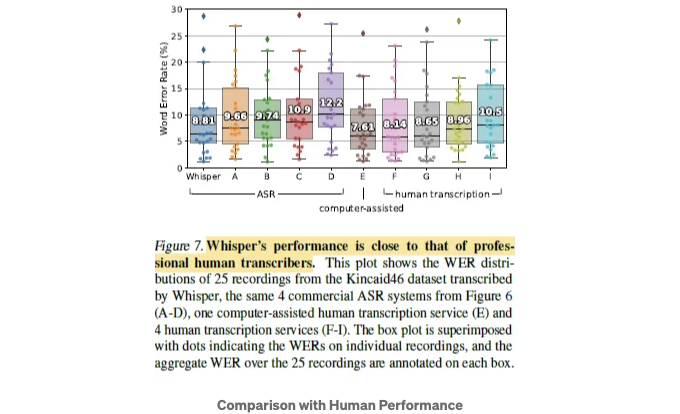 30
25
20
15
10
5
0
Word Error Rate (%)
8.81 9.66 9.74 10.9 12.2 7.61 8.14 8.65 8.96 10.5
Whisper A B C D E F G H I
ASR human transcription
computer-assisted
Figure 7. Whisper's performance is close to that of profes-
sional human transcribers. This plot shows the WER distri-
butions of 25 recordings from the Kincaid46 dataset transcribed
by Whisper, the same 4 commercial ASR systems from Figure 6
(A-D), one computer-assisted human transcription service (E) and
4 human transcription services (F-I). The box plot is superimposed
with dots indicating the WERs on individual recordings, and the
aggregate WER over the 25 recordings are annotated on each box.
Comparison with Human Performance